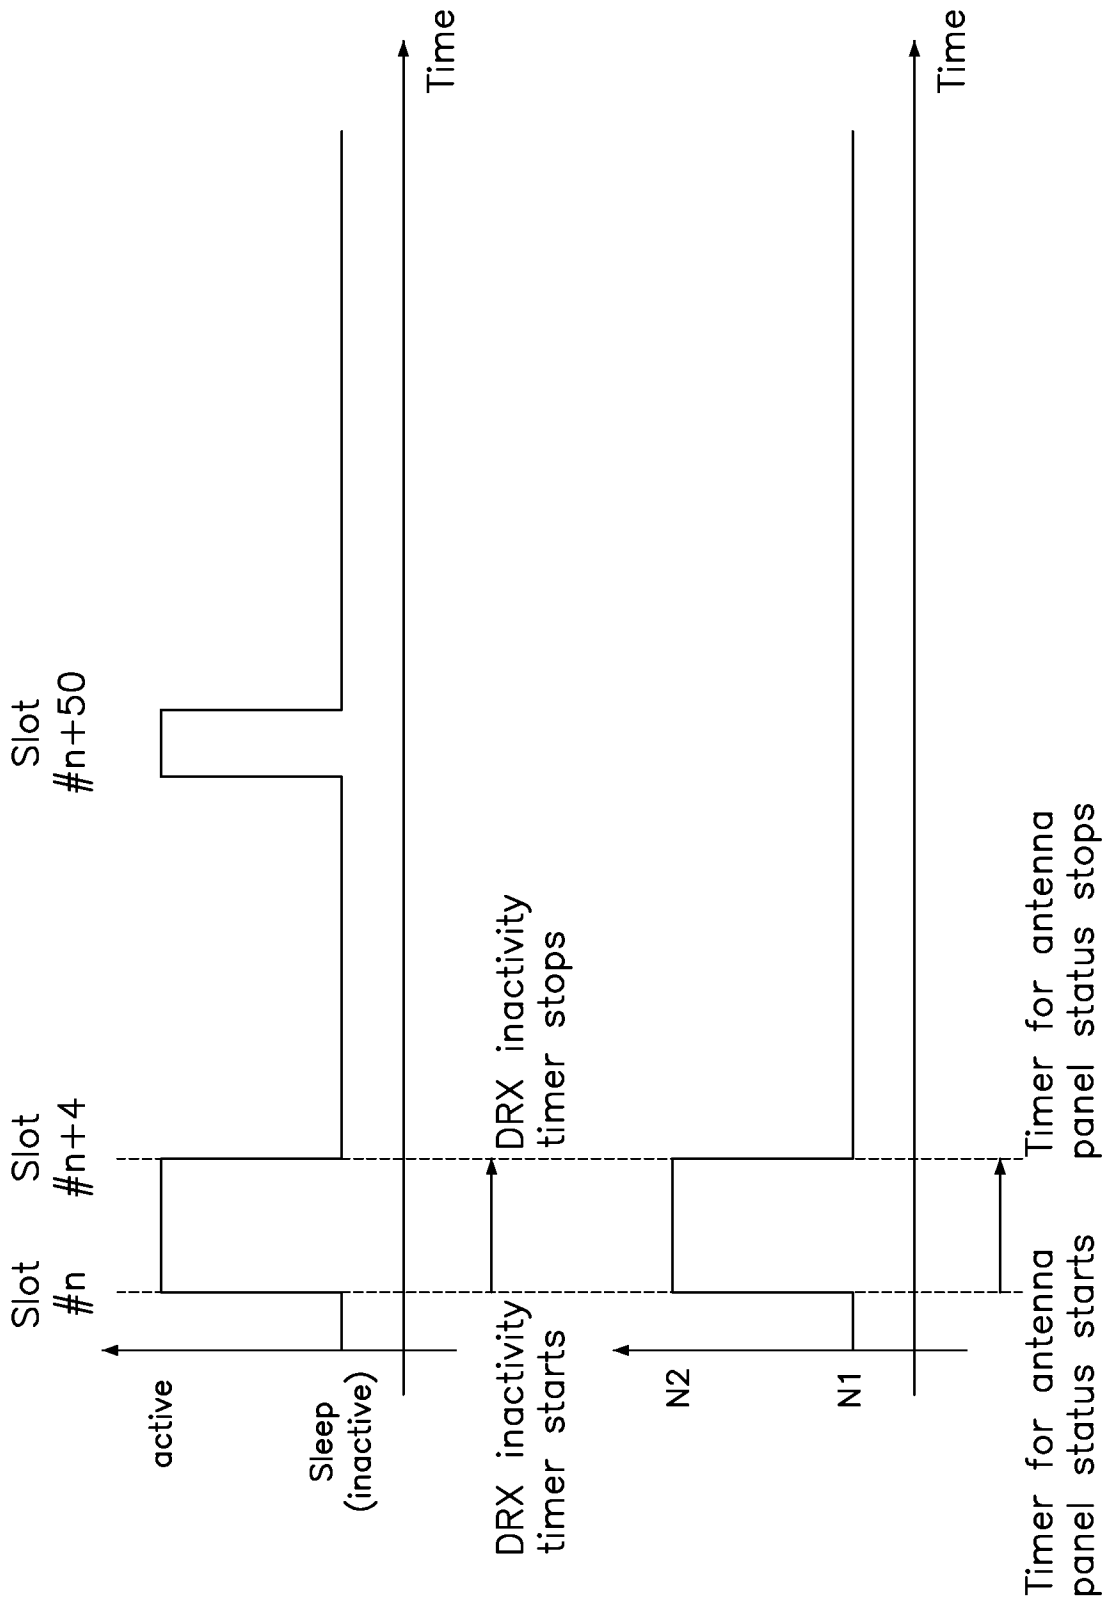 Slot
#n
Slot
#n+4
Slot
#n+50
active
Sleep
(inactive)
Time
DRX inactivity
timer starts
DRX inactivity
timer stops
N2
N1
Time
Timer for antenna
panel status starts
Timer for antenna
panel status stops